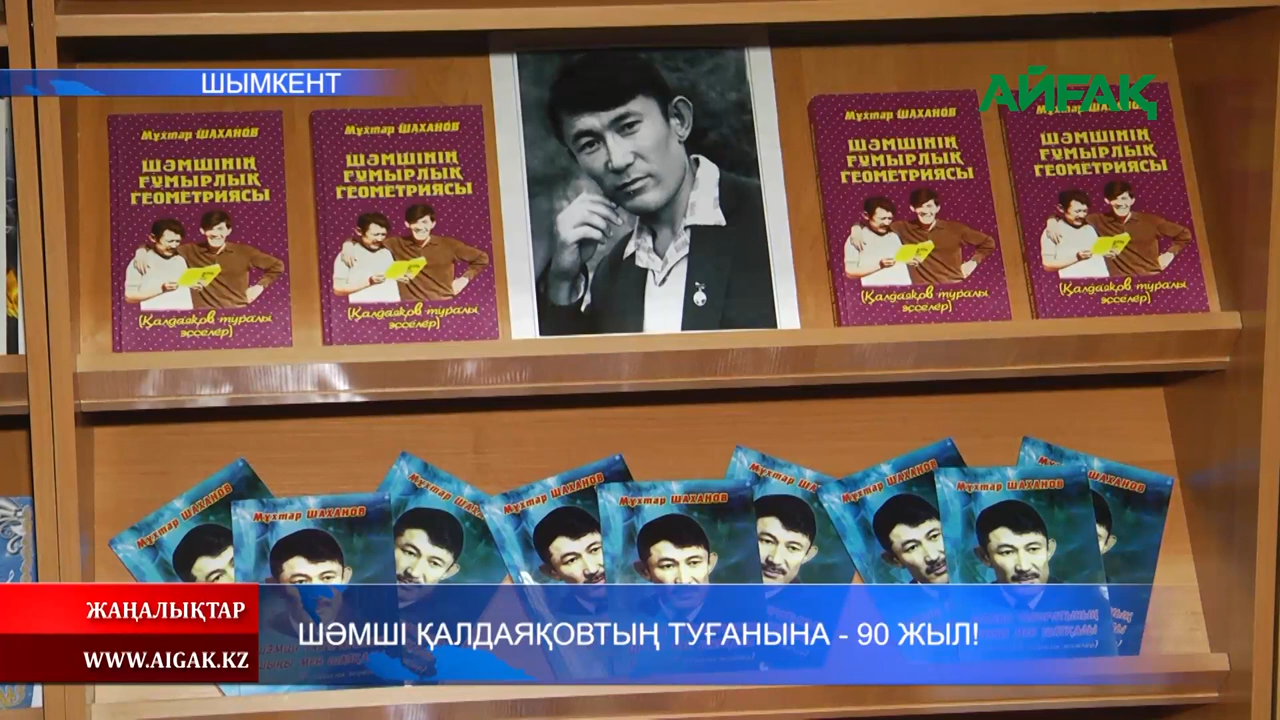 ШЫМКЕНТ
АЙҒАҚ
Мұхтар ШАХАНОВ
ШӘМШІНІҢ
ҒҰМЫРЛЫҚ
ГЕОМЕТРИЯСЫ
(Қалдаяқов туралы
эсселер)
Мұхтар ШАХАНОВ
ШӘМШІНІҢ
ҒҰМЫРЛЫҚ
ГЕОМЕТРИЯСЫ
(Қалдаяқов туралы
эсселер)
Мұхтар ШАХАНОВ
ШӘМШІНІҢ
ҒҰМЫРЛЫҚ
ГЕОМЕТРИЯСЫ
(Қалдаяқов туралы
эсселер)
Мұхтар ШАХАНОВ
ШӘМШІНІҢ
ҒҰМЫРЛЫҚ
ГЕОМЕТРИЯСЫ
(Қалдаяқов туралы
эсселер)
Мұхтар ШАХАНОВ
Мұхтар ШАХАНОВ
Мұхтар ШАХАН
Мұхтар ШАХАНОВ
Мұхтар ШАХАНОВ
Мұхтар ША
Мұхтар ШАХАНОВ
Мұхтар ШАХАНОВ
ШАХАНОВ
ЖАҢАЛЫҚТАР
WWW.AIGAK.KZ
ШӘМШІ ҚАЛДАЯҚОВТЫҢ ТУҒАНЫНА - 90 ЖЫЛ!